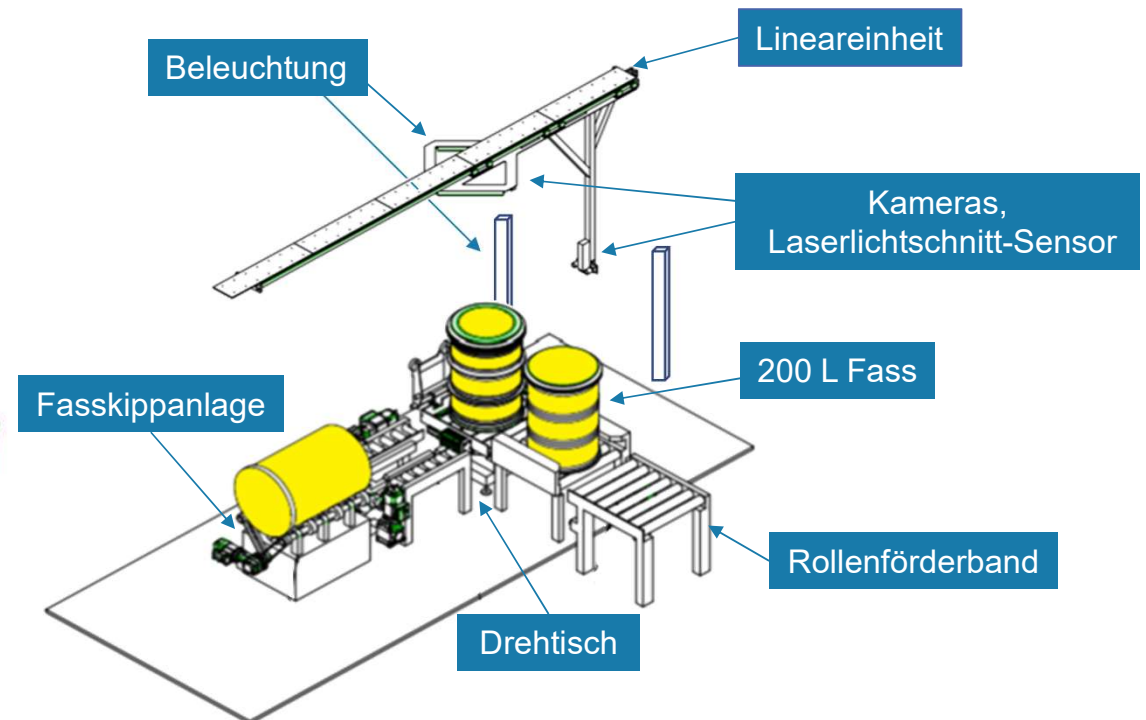 Lineareinheit
Beleuchtung
Kameras,
Laserlichtschnitt-Sensor
200 L Fass
Fasskippanlage
Rollenförderband
Drehtisch